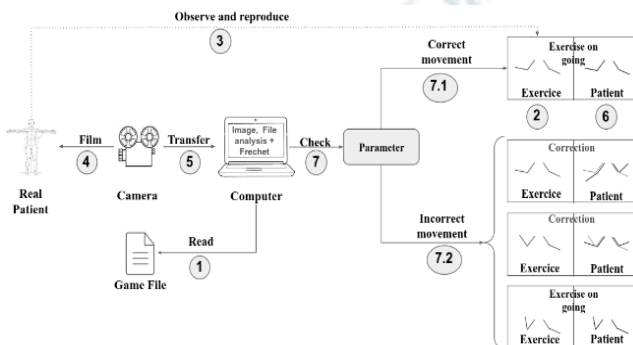 Observe and reproduce
3
Correct
movement
7.1
Exercise on
going
Exercise
Patient
2
6
Film
4
Transfer
5
Image, File
analysis +
Frechet
Check
7
Parameter
Real
Patient
Camera
Computer
Read
1
Game File
Incorrect
movement
7.2
Correction
Exercice
Patient
Correction
Exercice
Patient
Exercise on
going
Exercice
Patient